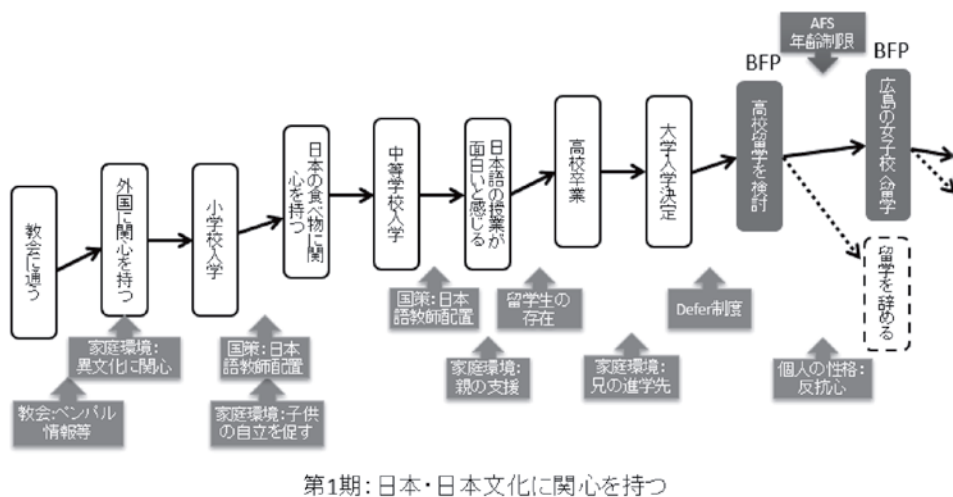 AFS
年齢制限
BFP
BFP
教会に通う
外国に関心を持つ
小学校入学
日本の食べ物に関
心を持つ
中等学校入学
日本語の授業が
面白いと感じる
高校卒業
大学入学決定
高校留学を検討
広島の女子校へ留学
留学を辞める
家庭環境:
異文化に関心
教会:ペンパル
情報等
国策:日本
語教師配置
家庭環境:子供
の自立を促す
国策:日本
語教師配置
家庭環境:
親の支援
留学生の
存在
家庭環境:
兄の進学先
Defer制度
個人の性格:
反抗心
第1期:日本・日本文化に関心を持つ